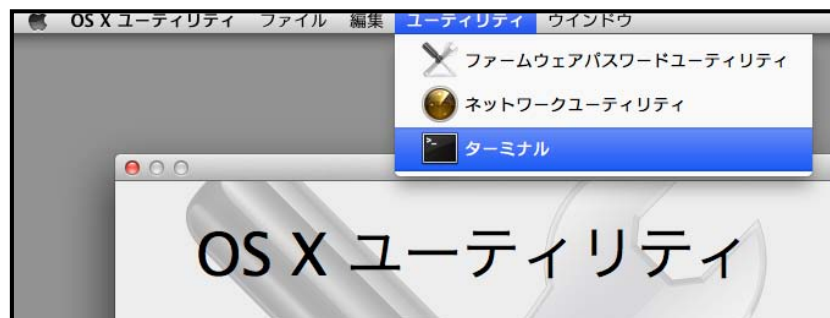 OS X ユーティリティ ファイル 編集 ユーティリティ ウインドウ
ファームウェアパスワードユーティリティ
ネットワークユーティリティ
ターミナル
OS X ユーティリティ